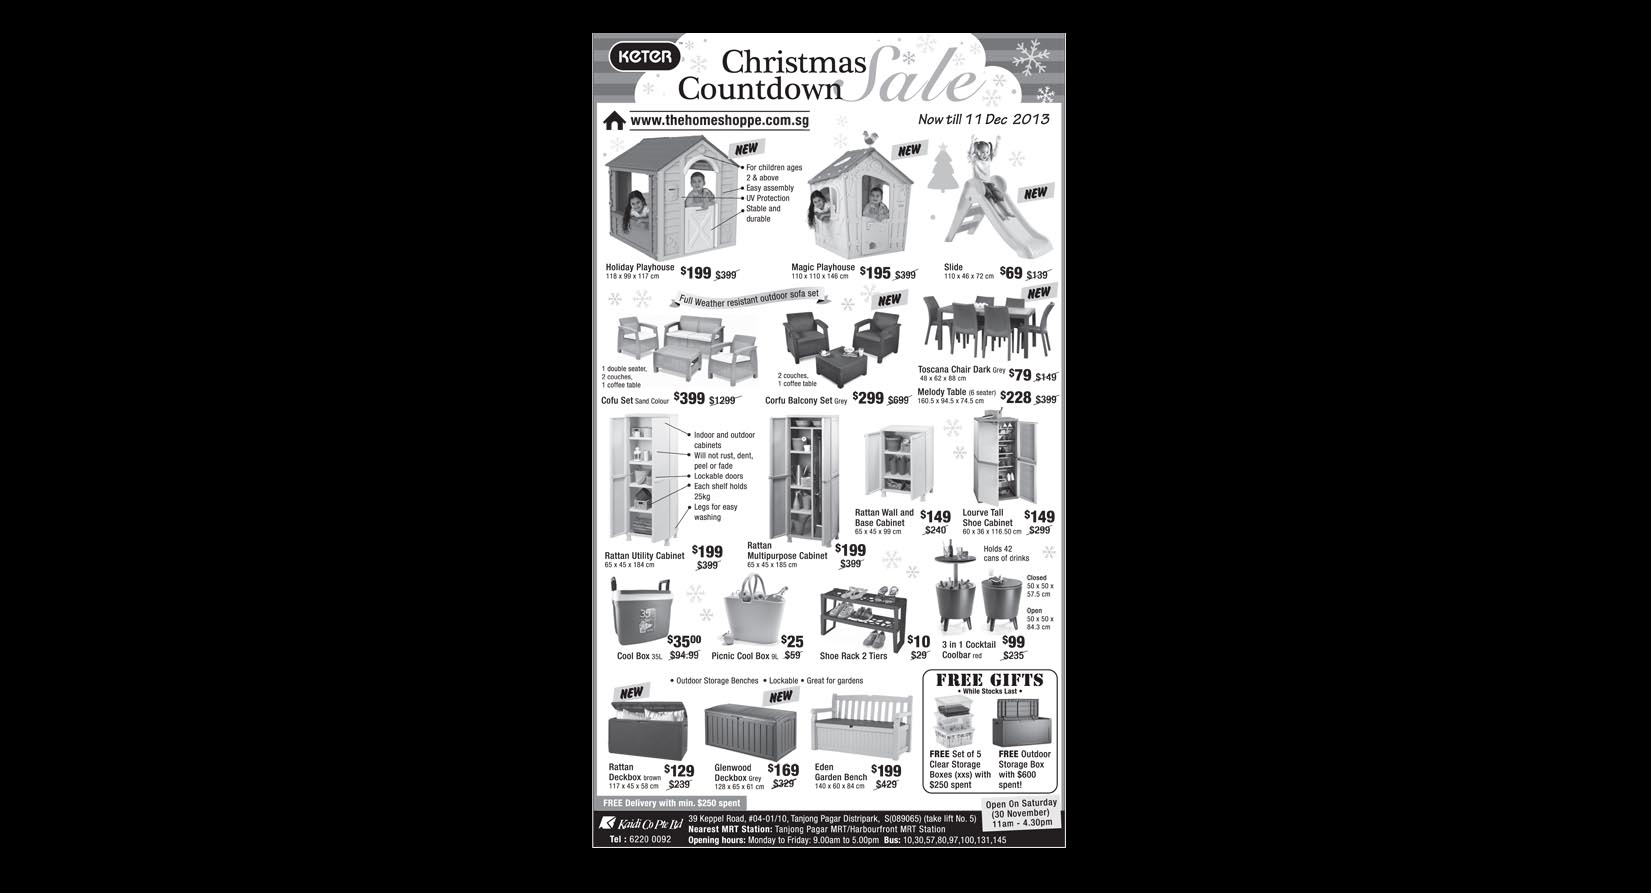 KETER
Christmas
Countdown Sale
www.thehomeshoppe.com.sg
Now till 11 Dec 2013
NEW
• For children ages
2 & above
• Easy assembly
• UV Protection
• Stable and
durable
NEW
NEW
Holiday Playhouse
118 x 99 x 117 cm
$199 $399
Magic Playhouse
110 x 110 x 146 cm
$195 $399
Slide
110 x 46 x 72 cm
$69 $139
Full Weather resistant outdoor sofa set
NEW
NEW
1 double seater,
2 couches,
1 coffee table
Cofu Set Sand Colour $399 $1299
2 couches,
1 coffee table
Corfu Balcony Set Grey $299 $699
Toscana Chair Dark Grey
48 x 62 x 88 cm
$79 $149
Melody Table (6 seater)
160.5 x 94.5 x 74.5 cm
$228 $399
• Indoor and outdoor
cabinets
• Will not rust, dent,
peel or fade
• Lockable doors
• Each shelf holds
25kg
• Legs for easy
washing
Rattan Utility Cabinet
65 x 45 x 184 cm
$199
$399
Rattan
Multipurpose Cabinet
65 x 45 x 185 cm
$199
$399
Rattan Wall and
Base Cabinet
65 x 45 x 99 cm
$149
$240
Lourve Tall
Shoe Cabinet
60 x 36 x 116.50 cm
$149
$299
Holds 42
cans of drinks
Closed
50 x 50 x
57.5 cm
Open
50 x 50 x
84.3 cm
35
Cool Box 35L
$3500
$94.99
Picnic Cool Box 9L
$25
$59
Shoe Rack 2 Tiers
$10
$29
3 in 1 Cocktail
Coolbar red
$99
$235
• Outdoor Storage Benches • Lockable • Great for gardens
NEW
NEW
Rattan
Deckbox brown
117 x 45 x 58 cm
$129
$239
Glenwood
Deckbox Grey
128 x 65 x 61 cm
$169
$329
Eden
Garden Bench
140 x 60 x 84 cm
$199
$429
FREE GIFTS
• While Stocks Last •
FREE Set of 5
Clear Storage
Boxes (xxs) with
$250 spent
FREE Outdoor
Storage Box
with $600
spent!
FREE Delivery with min. $250 spent
Open On Saturday
(30 November)
11am - 4.30pm
Kaidi Co Pte Ltd
Tel : 6220 0092
39 Keppel Road, #04-01/10, Tanjong Pagar Distripark, S(089065) (take lift No. 5)
Nearest MRT Station: Tanjong Pagar MRT/Harbourfront MRT Station
Opening hours: Monday to Friday: 9.00am to 5.00pm Bus: 10,30,57,80,97,100,131,145